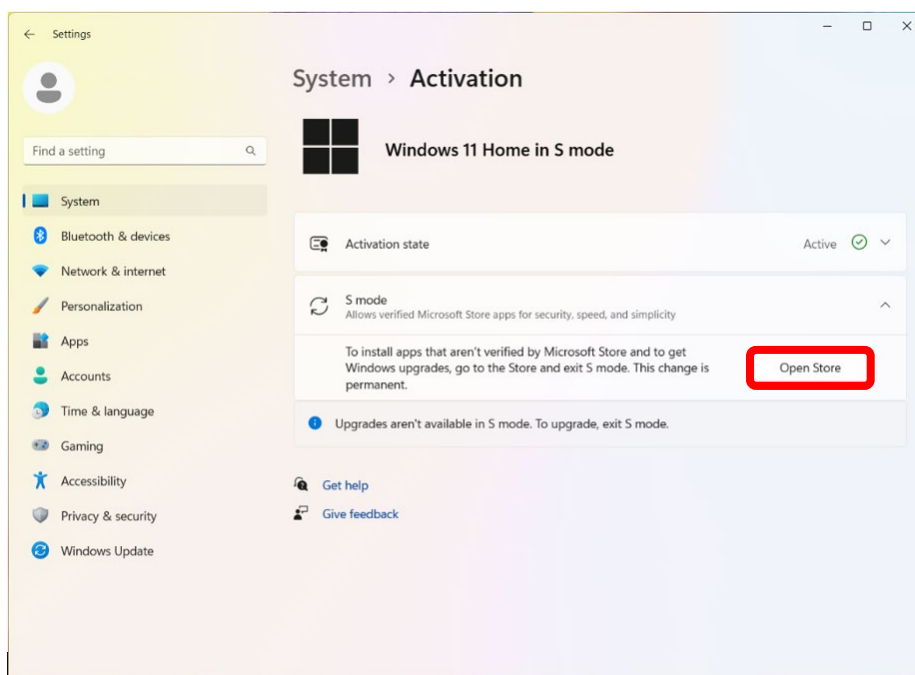 Settings
System > Activation
Find a setting
Windows 11 Home in S mode
System
Bluetooth & devices
Network & internet
Personalization
Apps
Accounts
Time & language
Gaming
Accessibility
Privacy & security
Windows Update
Activation state
Active
S mode
Allows verified Microsoft Store apps for security, speed, and simplicity
To install apps that aren't verified by Microsoft Store and to get
Windows upgrades, go to the Store and exit S mode. This change is
permanent.
Open Store
Upgrades aren't available in S mode. To upgrade, exit S mode.
Get help
Give feedback